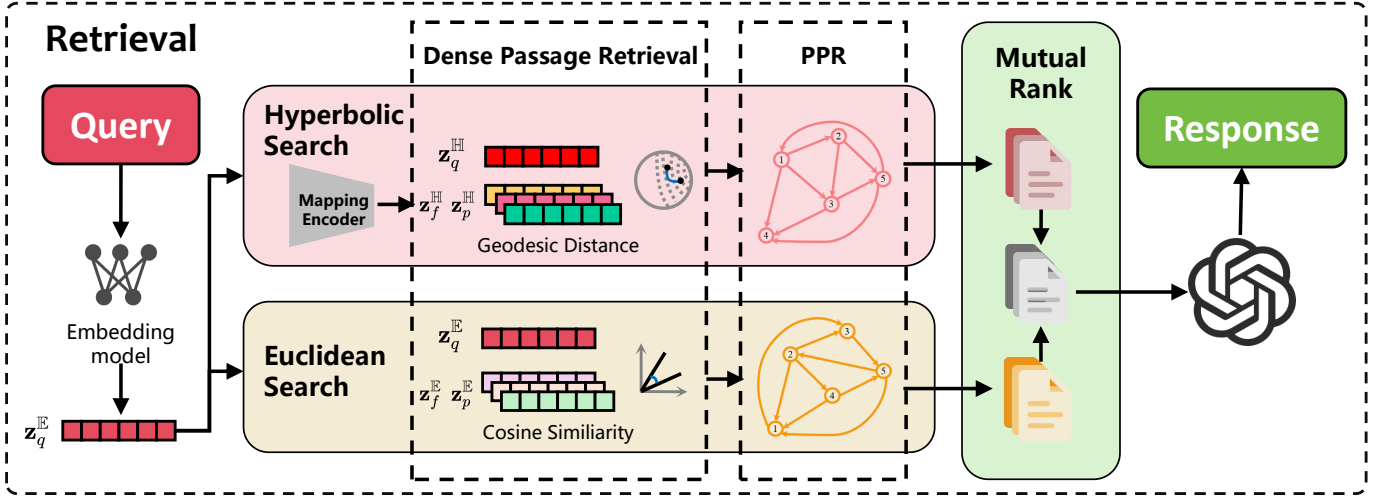 Retrieval
Query
Embedding
model
𝐳_q^𝔼
Hyperbolic
Search
Mapping
Encoder
Dense Passage Retrieval
𝐳_q^ℍ
𝐳_f^ℍ 𝐳_p^ℍ
Geodesic Distance
PPR
2
1
5
3
4
Euclidean
Search
𝐳_q^𝔼
𝐳_f^𝔼 𝐳_p^𝔼
Cosine Similiarity
3
2
5
4
1
Mutual
Rank
Response